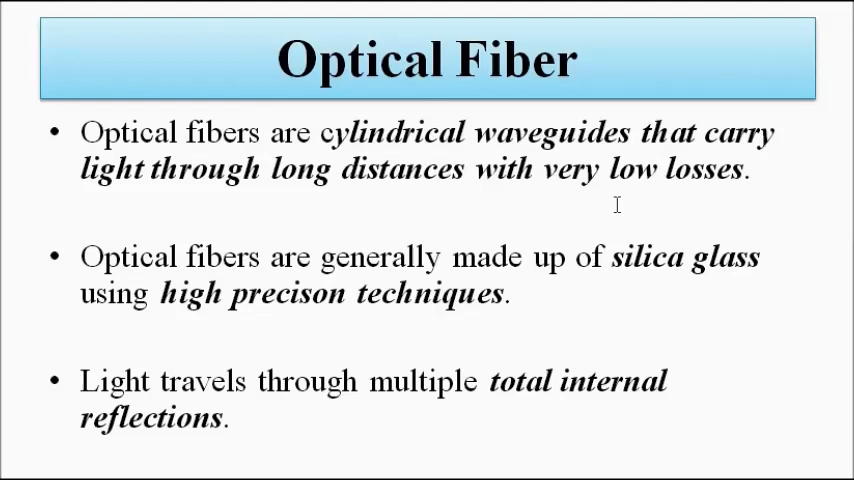 Optical Fiber
• Optical fibers are cylindrical waveguides that carry
light through long distances with very low losses.
• Optical fibers are generally made up of silica glass
using high precison techniques.
• Light travels through multiple total internal
reflections.